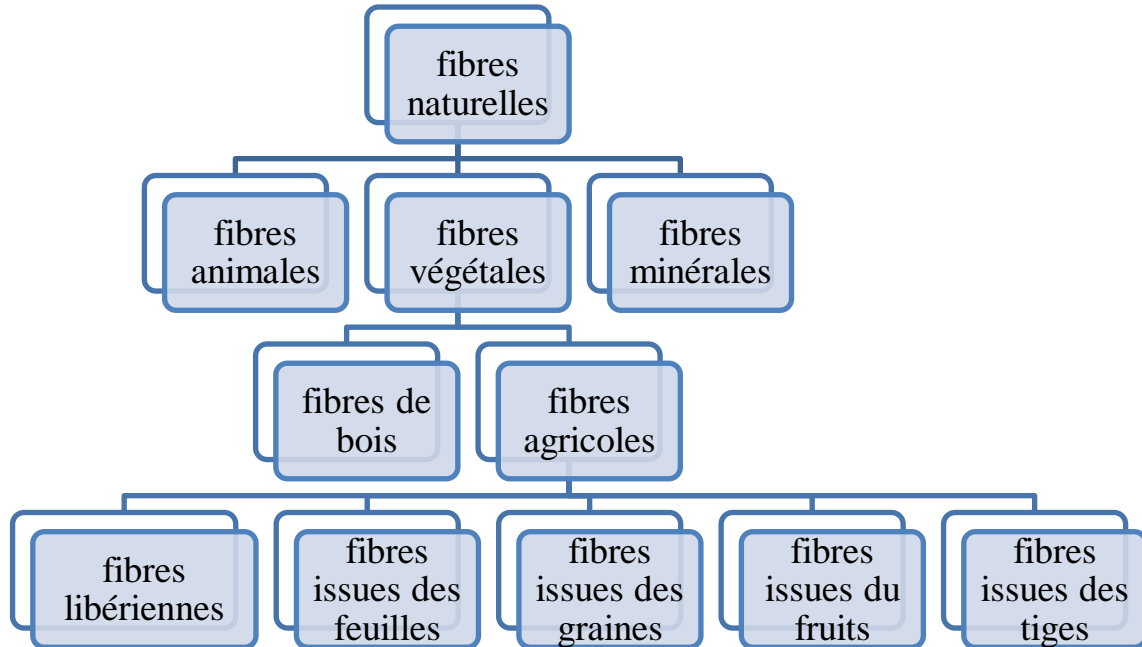 fibres
naturelles
fibres
animales
fibres
végétales
fibres
minérales
fibres de
bois
fibres
agricoles
fibres
libériennes
fibres
issues des
feuilles
fibres
issues des
graines
fibres
issues du
fruits
fibres
issues des
tiges